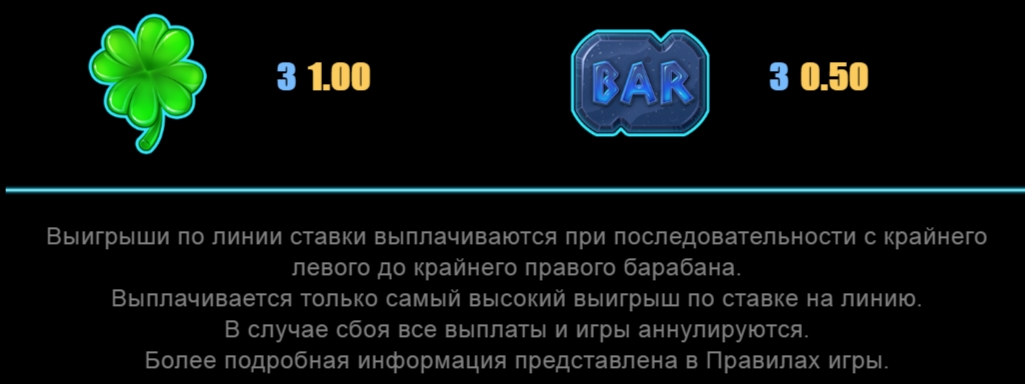 3 1.00
BAR 3 0.50
Выигрыши по линии ставки выплачиваются при последовательности с крайнего
левого до крайнего правого барабана.
Выплачивается только самый высокий выигрыш по ставке на линию.
В случае сбоя все выплаты и игры аннулируются.
Более подробная информация представлена в Правилах игры.